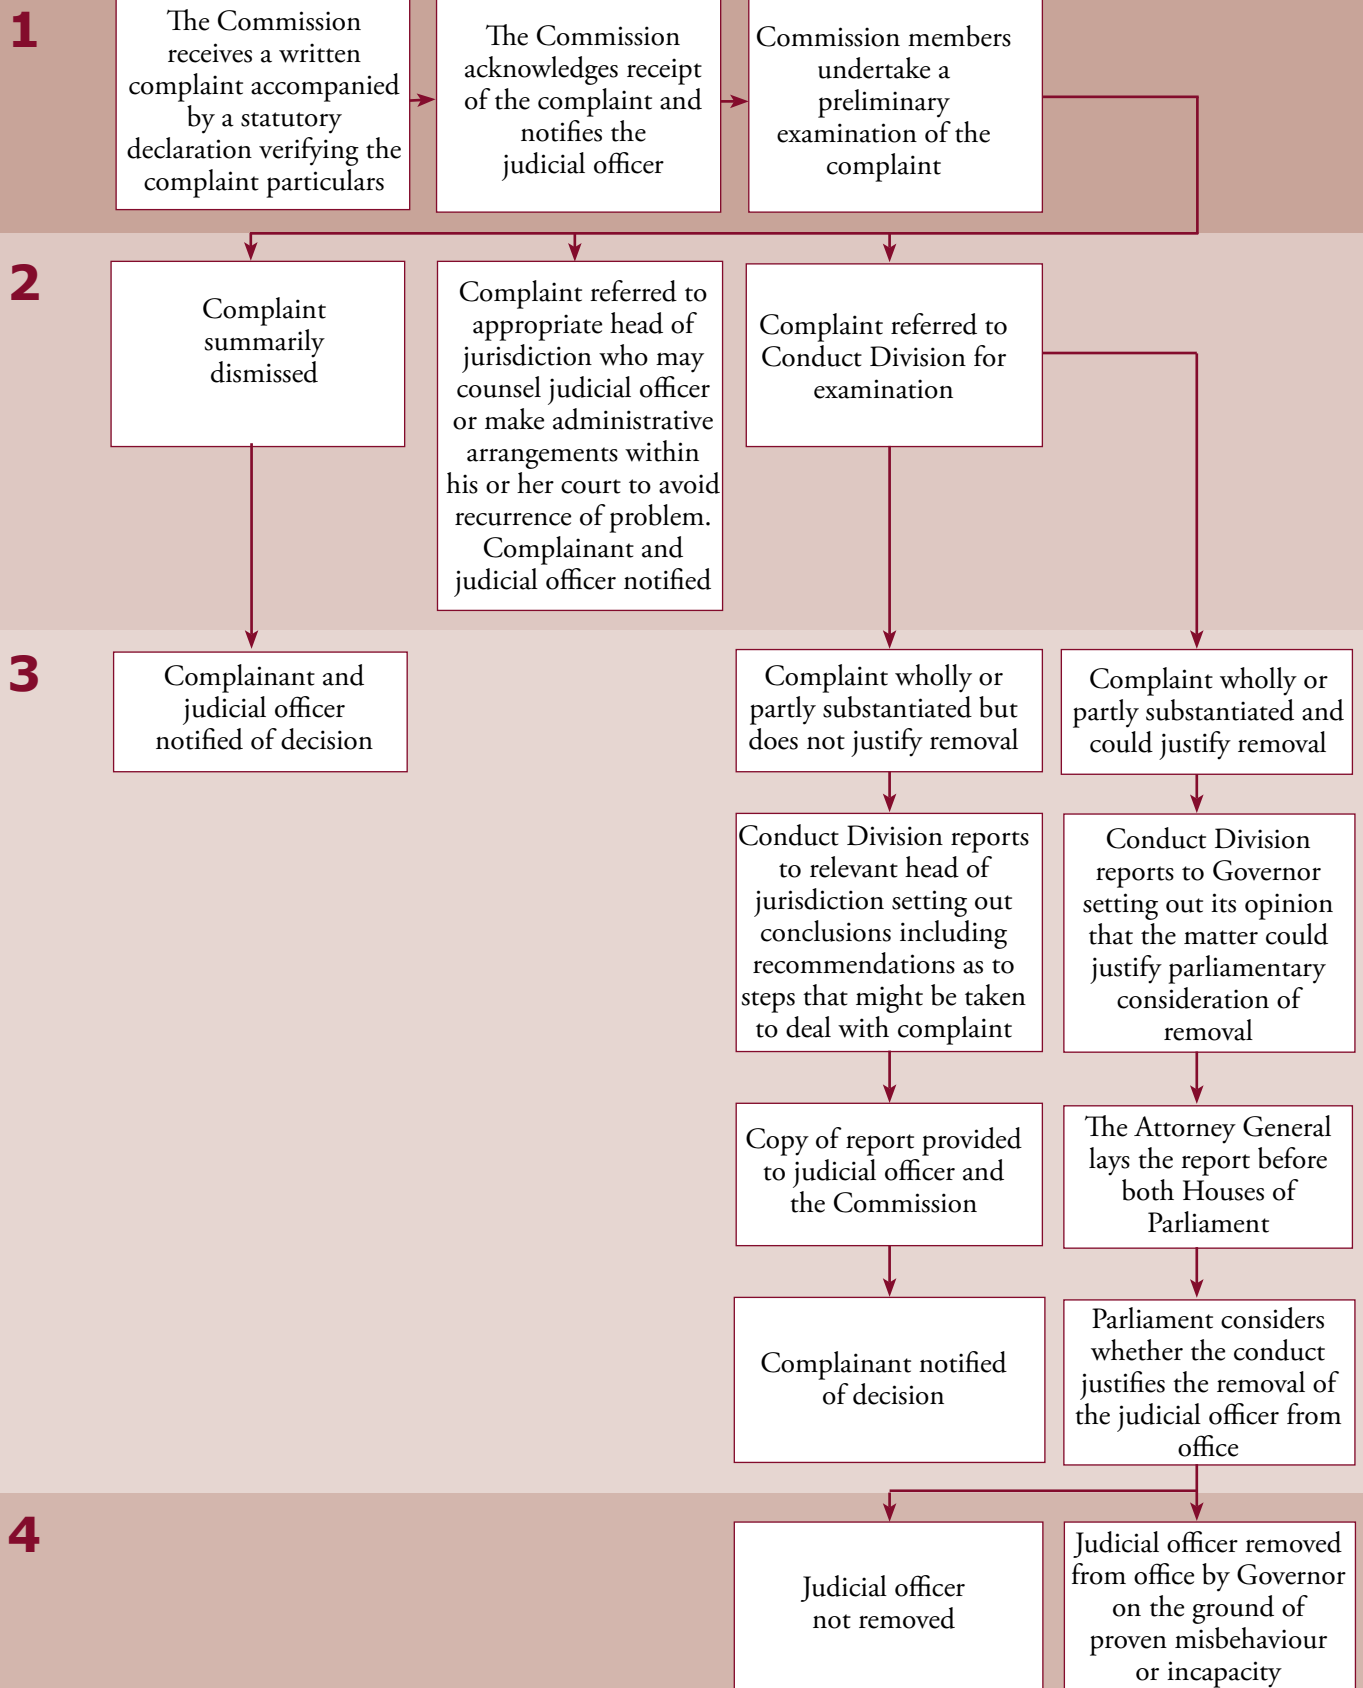 1
The Commission
receives a written
complaint accompanied
by a statutory
declaration verifying the
complaint particulars
The Commission
acknowledges receipt
of the complaint and
notifies the
judicial officer
Commission members
undertake a
preliminary
examination of the
complaint
2
Complaint
summarily
dismissed
Complaint referred to
appropriate head of
jurisdiction who may
counsel judicial officer
or make administrative
arrangements within
his or her court to avoid
recurrence of problem.
Complainant and
judicial officer notified
Complaint referred to
Conduct Division for
examination
3
Complainant and
judicial officer
notified of decision
Complaint wholly or
partly substantiated but
does not justify removal
Complaint wholly or
partly substantiated and
could justify removal
Conduct Division reports
to relevant head of
jurisdiction setting out
conclusions including
recommendations as to
steps that might be taken
to deal with complaint
Conduct Division
reports to Governor
setting out its opinion
that the matter could
justify parliamentary
consideration of
removal
Copy of report provided
to judicial officer and
the Commission
The Attorney General
lays the report before
both Houses of
Parliament
Complainant notified
of decision
Parliament considers
whether the conduct
justifies the removal of
the judicial officer from
office
4
Judicial officer
not removed
Judicial officer removed
from office by Governor
on the ground of
proven misbehaviour
or incapacity